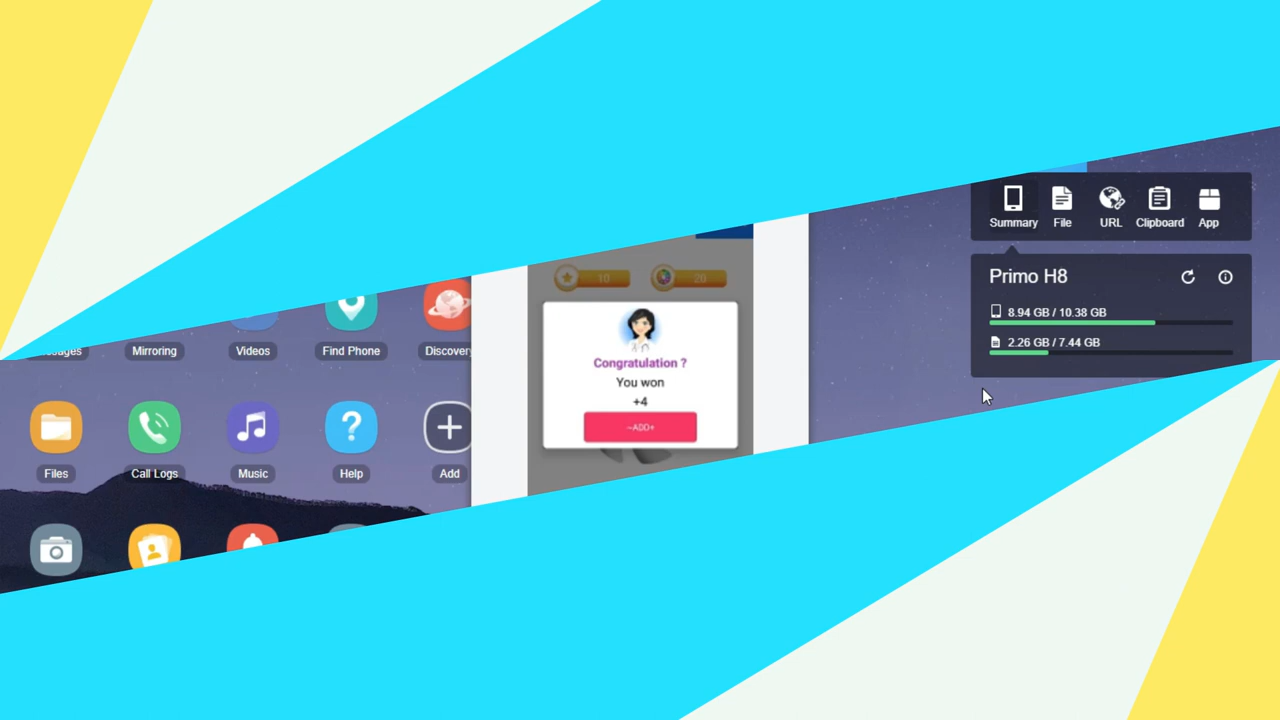 Summary File URL Clipboard App
10 20
Primo H8
8.94 GB / 10.38 GB
2.26 GB / 7.44 GB
Mirroring Videos Find Phone Discovery
Congratulation ?
You won
+4
~ADD+
Files Call Logs Music Help Add